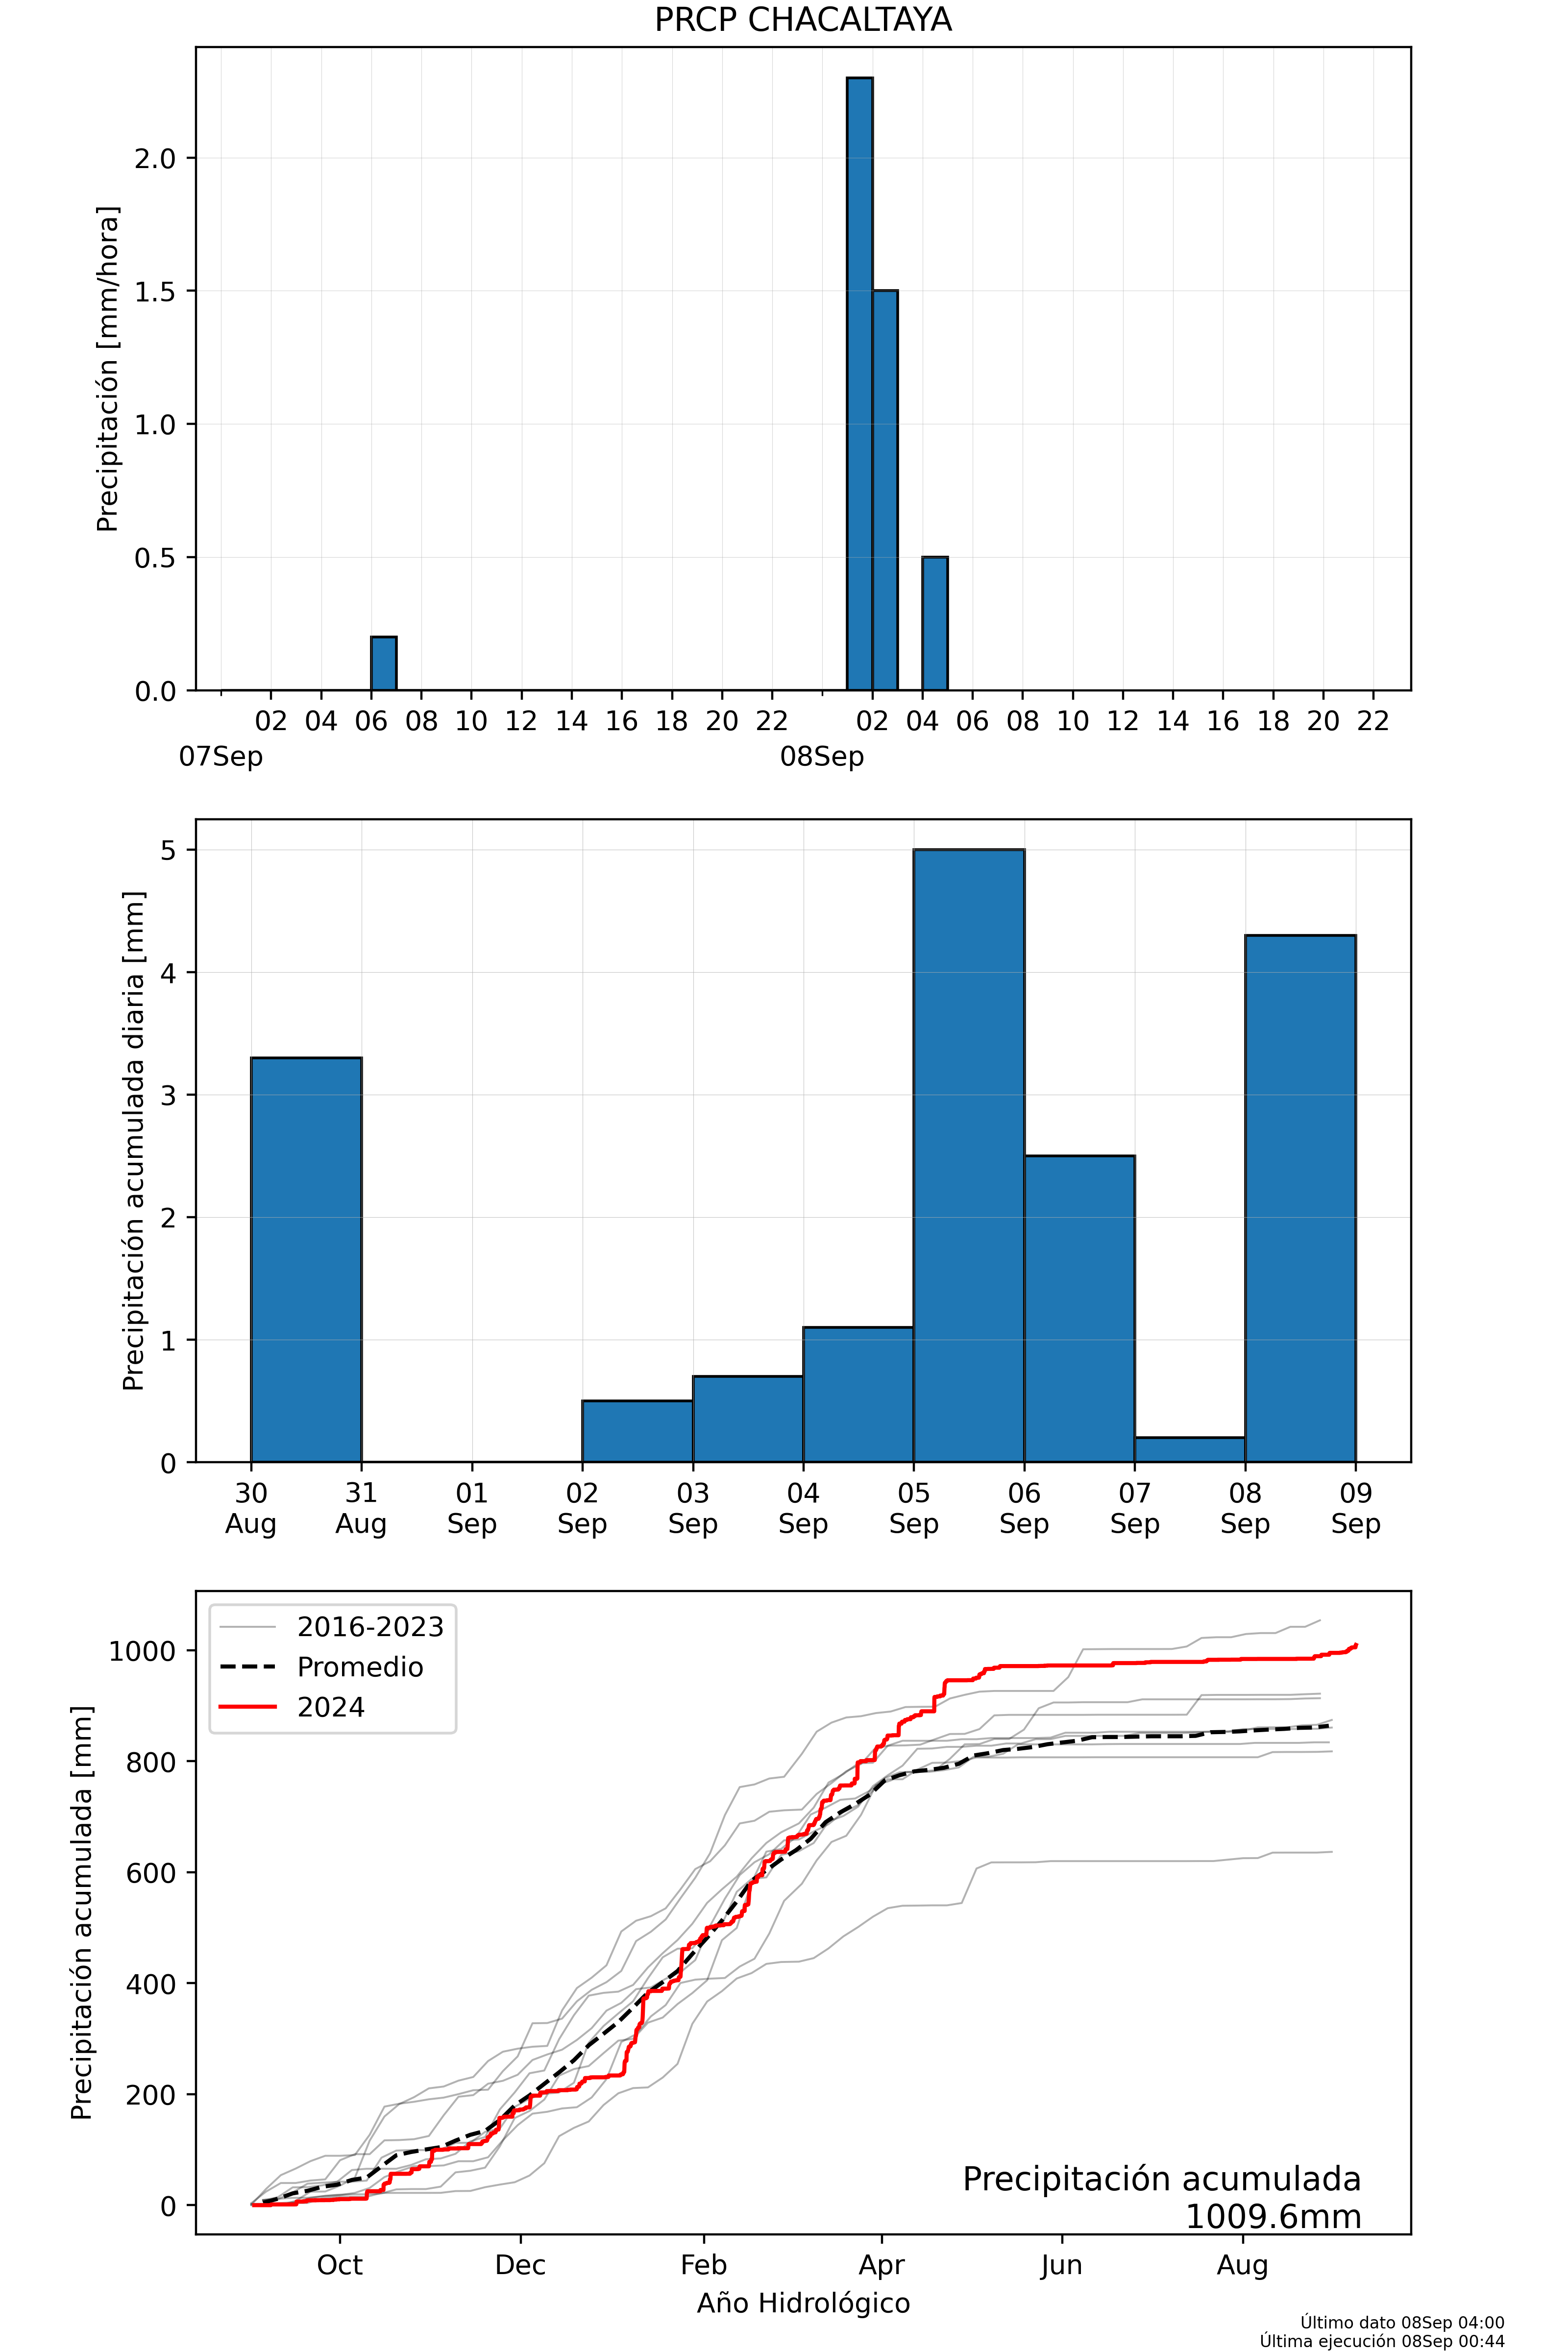 PRCP CHACALTAYA
Precipitación [mm/hora]
2.0
1.5
1.0
0.5
0.0
02 04 06 08 10 12 14 16 18 20 22 02 04 06 08 10 12 14 16 18 20 22
07Sep 08Sep
Precipitación acumulada diaria [mm]
5
4
3
2
1
0
30 31 01 02 03 04 05 06 07 08 09
Aug Aug Sep Sep Sep Sep Sep Sep Sep Sep Sep
Precipitación acumulada [mm]
1000
800
600
400
200
0
2016-2023
Promedio
2024
Precipitación acumulada
1009.6mm
Oct Dec Feb Apr Jun Aug
Año Hidrológico
Último dato 08Sep 04:00
Última ejecución 08Sep 00:44